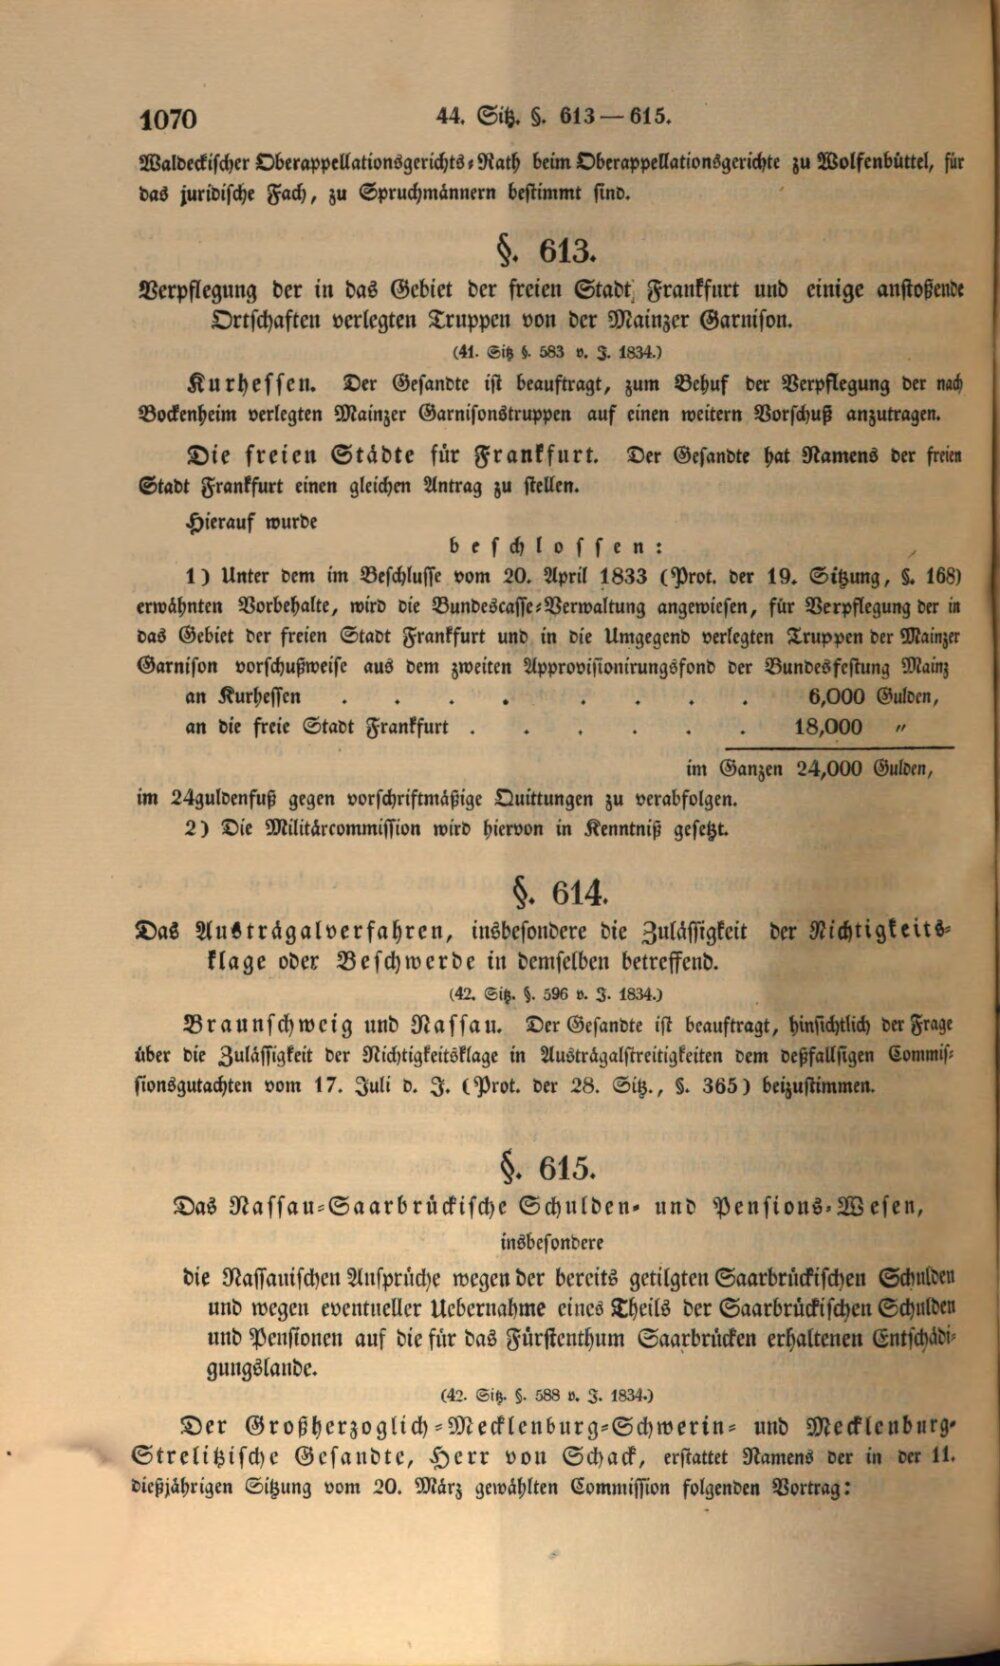 1070 44. Sitz. §. 613—615.
Waldeckischer Oberappellationsgerichts-Rath beim Oberappellationsgerichte zu Wolfenbüttel, für
das juridische Fach, zu Spruchmännern bestimmt sind.
§. 613.
Verpflegung der in das Gebiet der freien Stadt Frankfurt und einige anstoßende
Ortschaften verlegten Truppen von der Mainzer Garnison.
(41. Sitz §. 583 v. J. 1834.)
Kurhessen. Der Gesandte ist beauftragt, zum Behuf der Verpflegung der nach
Bockenheim verlegten Mainzer Garnisonstruppen auf einen weitern Vorschuß anzutragen.
Die freien Städte für Frankfurt. Der Gesandte hat Namens der freien
Stadt Frankfurt einen gleichen Antrag zu stellen.
Hierauf wurde
beschlossen:
1) Unter dem im Beschlusse vom 20. April 1833 (Prot. der 19. Sitzung, §. 168)
erwähnten Vorbehalte, wird die Bundescasse-Verwaltung angewiesen, für Verpflegung der in
das Gebiet der freien Stadt Frankfurt und in die Umgegend verlegten Truppen der Mainzer
Garnison vorschußweise aus dem zweiten Approvisionirungsfond der Bundesfestung Mainz
an Kurhessen . . . . . . . . 6,000 Gulden,
an die freie Stadt Frankfurt . . . . . . 18,000 „
im Ganzen 24,000 Gulden,
im 24guldenfuß gegen vorschriftmäßige Quittungen zu verabfolgen.
2) Die Militärcommission wird hiervon in Kenntniß gesetzt.
§. 614.
Das Austrägalverfahren, insbesondere die Zulässigkeit der Nichtigkeits-
klage oder Beschwerde in demselben betreffend.
(42. Sitz. §. 596 v. J. 1834.)
Braunschweig und Nassau. Der Gesandte ist beauftragt, hinsichtlich der Frage
über die Zulässigkeit der Nichtigkeitsklage in Austrägalstreitigkeiten dem deßfallsigen Commis-
sionsgutachten vom 17. Juli d. J. (Prot. der 28. Sitz., §. 365) beizustimmen.
§. 615.
Das Nassau-Saarbrückische Schulden- und Pensions-Wesen,
insbesondere
die Nassauischen Ansprüche wegen der bereits getilgten Saarbrückischen Schulden
und wegen eventueller Uebernahme eines Theils der Saarbrückischen Schulden
und Pensionen auf die für das Fürstenthum Saarbrücken erhaltenen Entschädi-
gungslande.
(42. Sitz. §. 588 v. J. 1834.)
Der Großherzoglich-Mecklenburg-Schwerin- und Mecklenburg-
Strelitzische Gesandte, Herr von Schack, erstattet Namens der in der 11.
dießjährigen Sitzung vom 20. März gewählten Commission folgenden Vortrag: